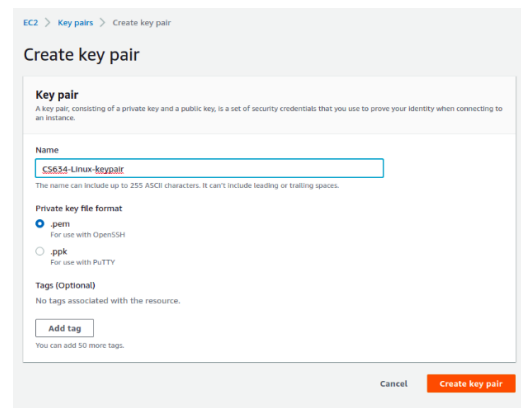 EC2 > Key pairs > Create key pair
Create key pair
Key pair
A key pair, consisting of a private key and a public key, is a set of security credentials that you use to prove your identity when connecting to
an instance.
Name
CS634-Linux-keypair
The name can include up to 255 ASCII characters. It can't include leading or trailing spaces.
Private key file format
.pem
For use with OpenSSH
.ppk
For use with PuTTY
Tags (Optional)
No tags associated with the resource.
Add tag
You can add 50 more tags.
Cancel Create key pair